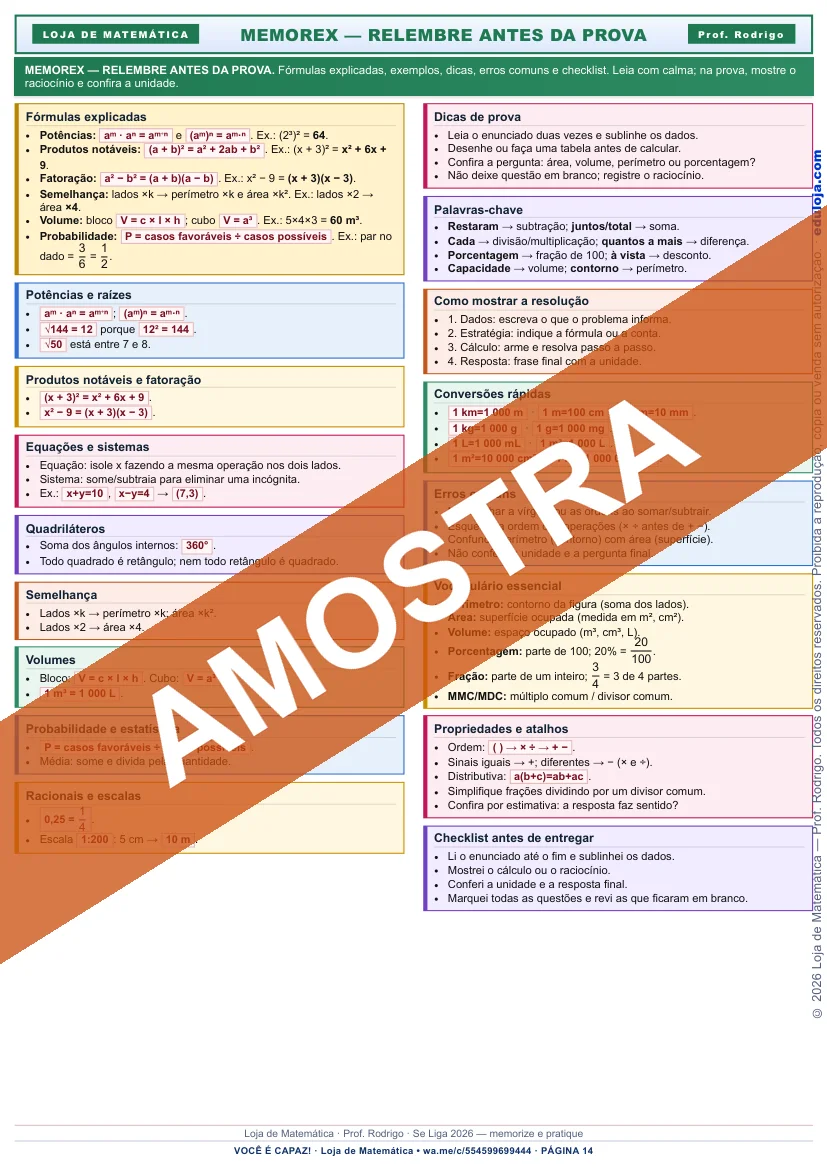 LOJA DE MATEMÁTICA
MEMOREX — RELEMBRE ANTES DA PROVA
Prof. Rodrigo
MEMOREX — RELEMBRE ANTES DA PROVA. Fórmulas explicadas, exemplos, dicas, erros comuns e checklist. Leia com calma; na prova, mostre o
raciocínio e confira a unidade.
Fórmulas explicadas
• Potências: aᵐ · aⁿ = aᵐ⁺ⁿ e (aᵐ)ⁿ = aᵐ·ⁿ. Ex.: (2³)² = 64.
• Produtos notáveis: (a + b)² = a² + 2ab + b². Ex.: (x + 3)² = x² + 6x +
9.
• Fatoração: a² − b² = (a + b)(a − b). Ex.: x² − 9 = (x + 3)(x − 3).
• Semelhança: lados ×k → perímetro ×k e área ×k². Ex.: lados ×2 →
área ×4.
• Volume: bloco V = c × l × h; cubo V = a³. Ex.: 5×4×3 = 60 m³.
• Probabilidade: P = casos favoráveis ÷ casos possíveis. Ex.: par no
dado = 3/6 = 1/2.
Potências e raízes
• aᵐ · aⁿ = aᵐ⁺ⁿ; (aᵐ)ⁿ = aᵐ·ⁿ.
• √144 = 12 porque 12² = 144.
• √50 está entre 7 e 8.
Produtos notáveis e fatoração
• (x + 3)² = x² + 6x + 9.
• x² − 9 = (x + 3)(x − 3).
Equações e sistemas
• Equação: isole x fazendo a mesma operação nos dois lados.
• Sistema: some/subtraia para eliminar uma incógnita.
• Ex.: x+y=10, x−y=4 → (7,3).
Quadriláteros
• Soma dos ângulos internos: 360°.
• Todo quadrado é retângulo; nem todo retângulo é quadrado.
Semelhança
• Lados ×k → perímetro ×k; área ×k².
• Lados ×2 → área ×4.
Volumes
• Bloco: V = c × l × h. Cubo: V = a³
• 1 m³ = 1 000 L.
Probabilidade e estatística
• P = casos favoráveis ÷ possíveis.
• Média: some e divida pela quantidade.
Racionais e escalas
• 0,25 = 1/4.
• Escala 1:200: 5 cm → 10 m.
Dicas de prova
• Leia o enunciado duas vezes e sublinhe os dados.
• Desenhe ou faça uma tabela antes de calcular.
• Confira a pergunta: área, volume, perímetro ou porcentagem?
• Não deixe questão em branco; registre o raciocínio.
Palavras-chave
• Restaram → subtração; juntos/total → soma.
• Cada → divisão/multiplicação; quantos a mais → diferença.
• Porcentagem → fração de 100; à vista → desconto.
• Capacidade → volume; contorno → perímetro.
Como mostrar a resolução
• 1. Dados: escreva o que o problema informa.
• 2. Estratégia: indique a fórmula ou a conta.
• 3. Cálculo: arme e resolva passo a passo.
• 4. Resposta: frase final com a unidade.
Conversões rápidas
• 1 km=1 000 m · 1 m=100 cm · =10 mm.
• 1 kg=1 000 g · 1 g=1 000 mg.
• 1 L=1 000 mL · 1 000 L
• 1 m²=10 000
Erros
a vírgula ou as ordens ao somar/subtrair.
ordem operações (× ÷ antes de + −).
perímetro (contorno) com área (superfície).
Não unidade e a pergunta final.
Vocabulário essencial
• Perímetro: contorno da figura (soma dos lados).
• Área: superfície ocupada (medida em m², cm²).
• Volume: espaço ocupado (m³, cm³, L).
• Porcentagem: parte de 100; 20% = 20/100.
• Fração: parte de um inteiro; 3/4 = 3 de 4 partes.
• MMC/MDC: múltiplo comum / divisor comum.
Propriedades e atalhos
• Ordem: ( ) → × ÷ → + −.
• Sinais iguais → +; diferentes → − (× e ÷).
• Distributiva: a(b+c)=ab+ac.
• Simplifique frações dividindo por um divisor comum.
• Confira por estimativa: a resposta faz sentido?
Checklist antes de entregar
• Li o enunciado até o fim e sublinhei os dados.
• Mostrei o cálculo ou o raciocínio.
• Conferi a unidade e a resposta final.
• Marquei todas as questões e revi as que ficaram em branco.
AMOSTRA
© 2026 Loja de Matemática — Prof. Rodrigo. Todos os direitos reservados. Proibida a reprodução, cópia ou venda sem autorização. · eduloja.com
Loja de Matemática · Prof. Rodrigo · Se Liga 2026 — memorize e pratique
VOCÊ É CAPAZ! · Loja de Matemática • wa.me/c/554599699444 · PÁGINA 14